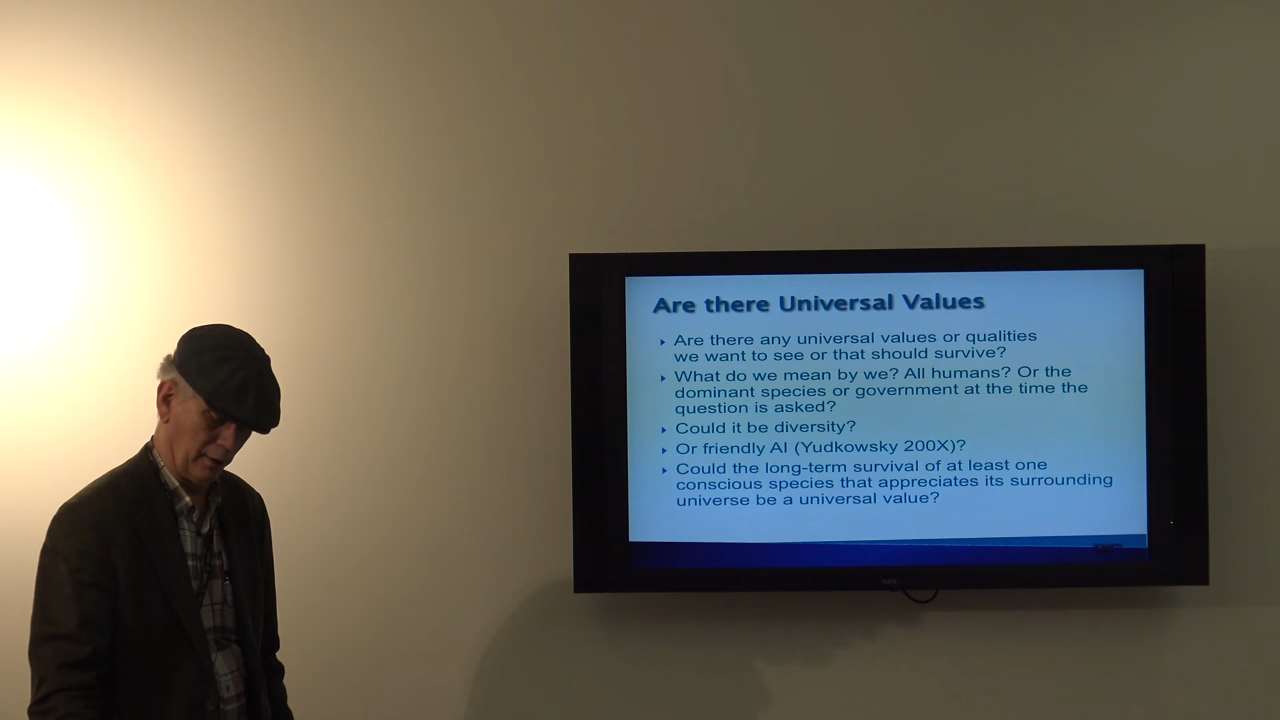 Are there Universal Values
Are there any universal values or qualities
we want to see or that should survive?
What do we mean by we? All humans? Or the
dominant species or government at the time the
question is asked?
Could it be diversity?
Or friendly AI (Yudkowsky 200X)?
Could the long-term survival of at least one
conscious species that appreciates its surrounding
universe be a universal value?
NEC